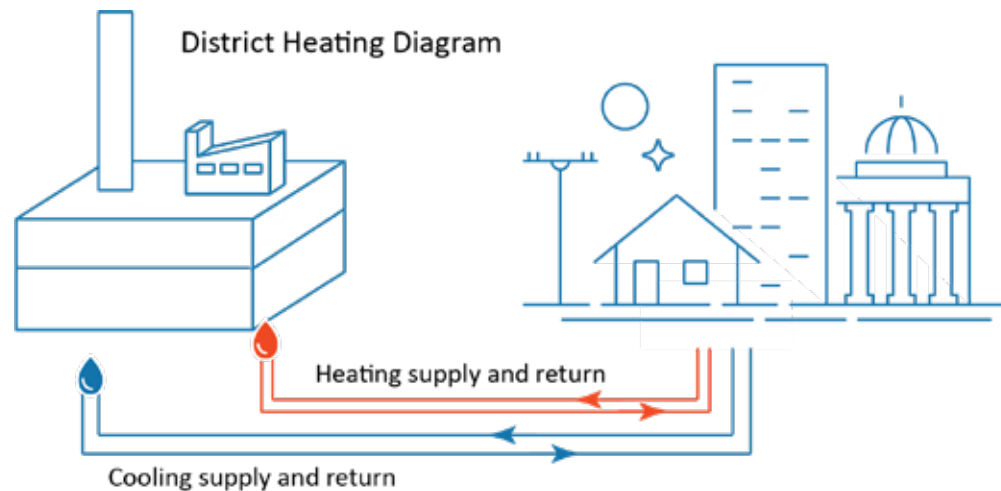 District Heating Diagram
Heating supply and return
Cooling supply and return